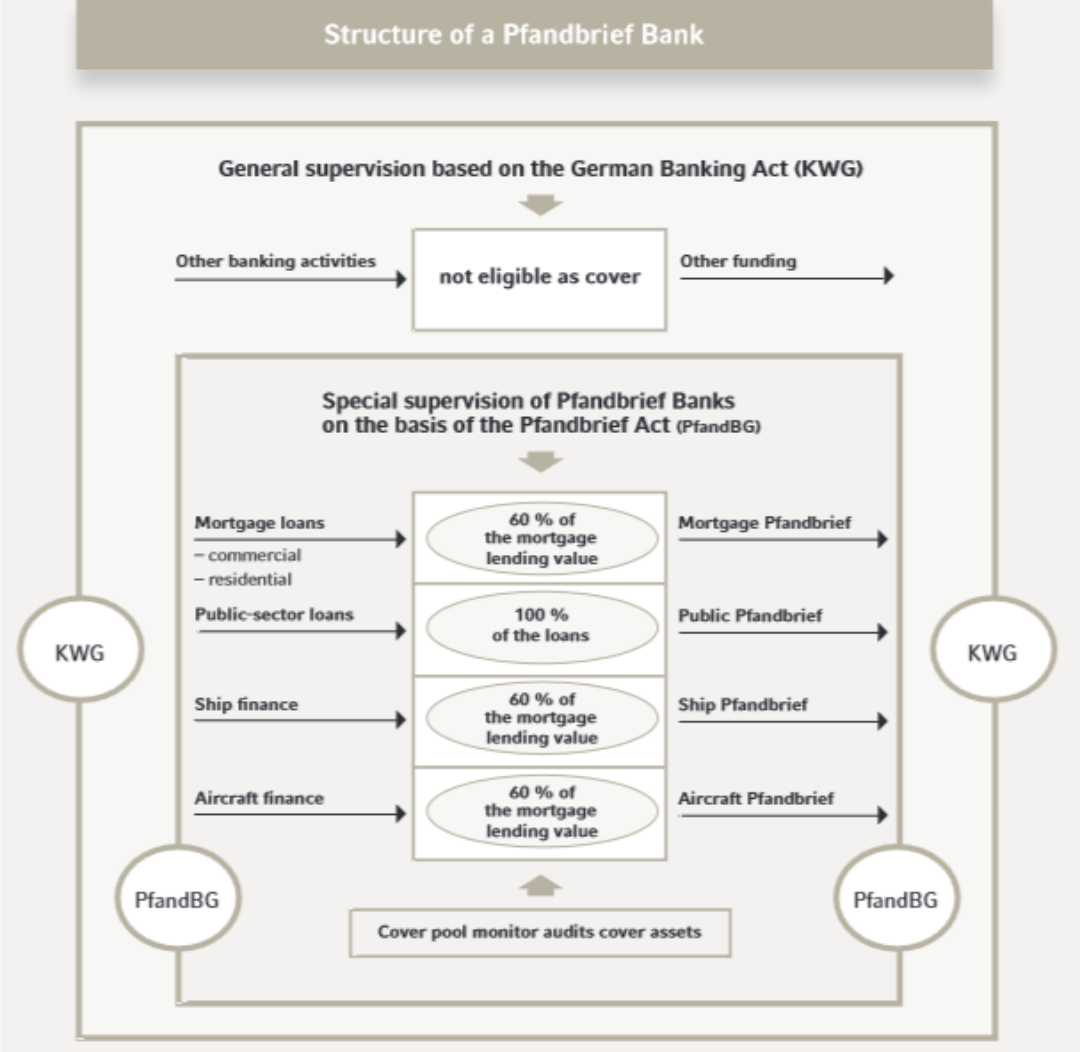 Structure of a Pfandbrief Bank
General supervision based on the German Banking Act (KWG)
Other banking activities
not eligible as cover
Other funding
Special supervision of Pfandbrief Banks
on the basis of the Pfandbrief Act (PfandBG)
Mortgage loans
– commercial
– residential
60 % of
the mortgage
lending value
Mortgage Pfandbrief
Public-sector loans
100 %
of the loans
Public Pfandbrief
KWG
KWG
Ship finance
60 % of
the mortgage
lending value
Ship Pfandbrief
Aircraft finance
60 % of
the mortgage
lending value
Aircraft Pfandbrief
PfandBG
PfandBG
Cover pool monitor audits cover assets